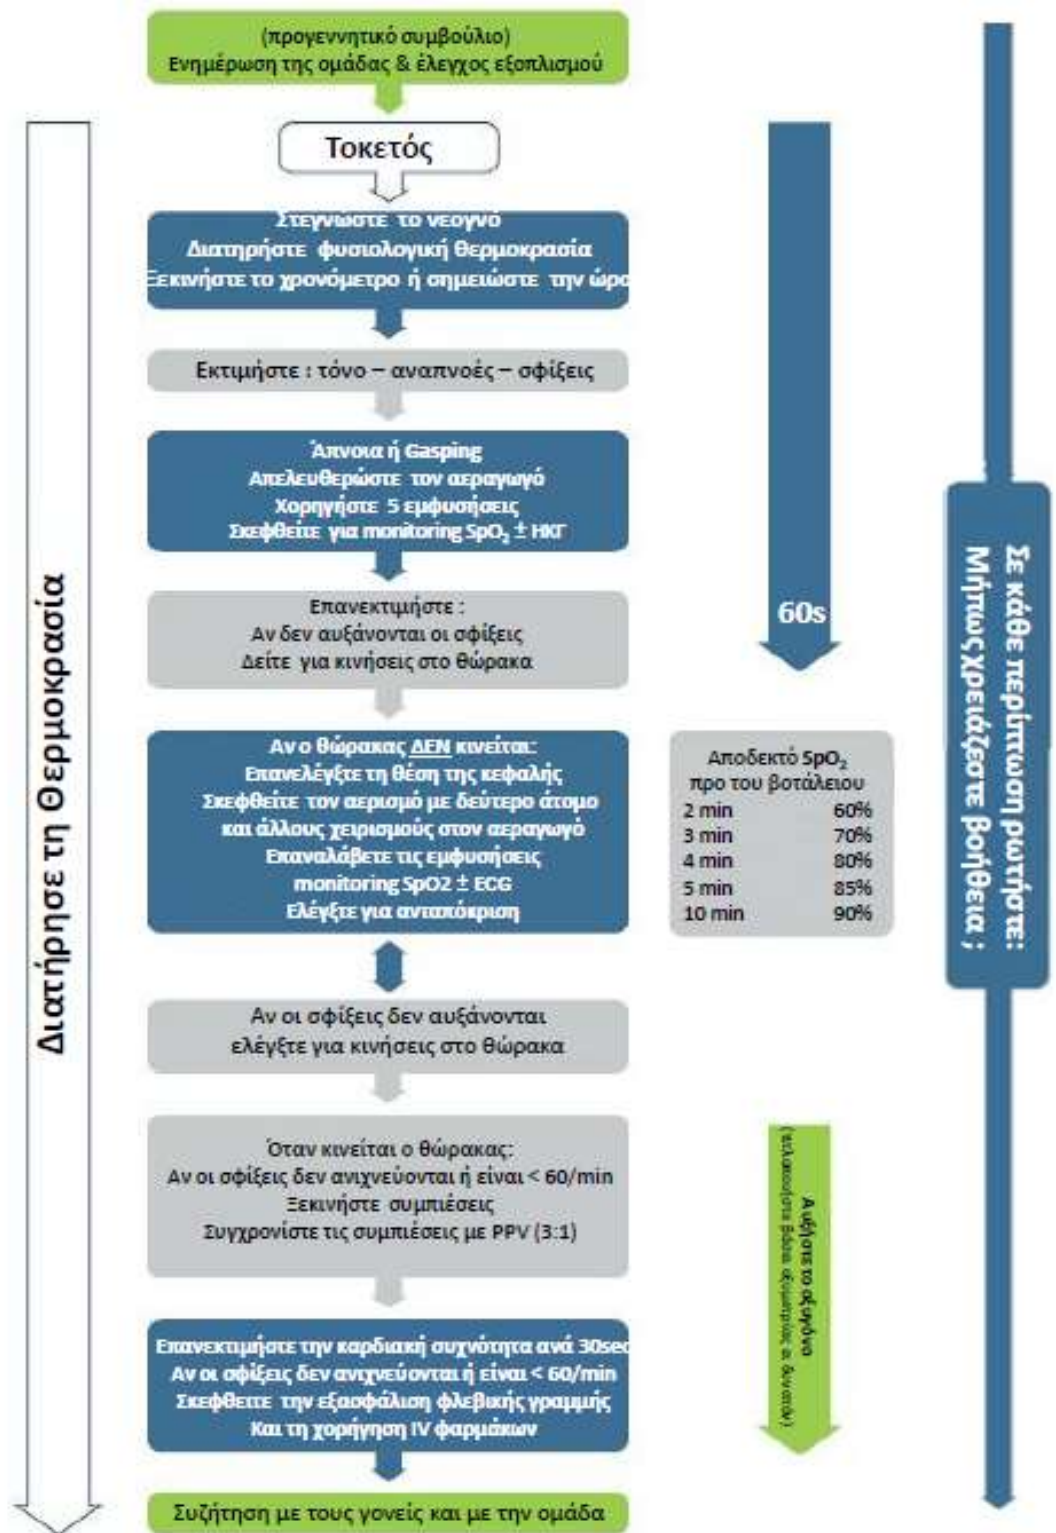 (προγεννητικό συμβούλιο)
Ενημέρωση της ομάδας & έλεγχος εξοπλισμού
Τοκετός
Στεγνώστε το νεογνό
Διατηρήστε φυσιολογική θερμοκρασία
Ξεκινήστε το χρονόμετρο ή σημειώστε την ώρα
Εκτιμήστε : τόνο – αναπνοές – σφίξεις
Άπνοια ή Gasping
Απελευθερώστε τον αεραγωγό
Χορηγήστε 5 εμφυσήσεις
Σκεφθείτε για monitoring SpO₂ ± ΗΚΓ
60s
Επανεκτιμήστε :
Αν δεν αυξάνονται οι σφίξεις
Δείτε για κινήσεις στο θώρακα
Αν ο θώρακας ΔΕΝ κινείται:
Επανελέγξτε τη θέση της κεφαλής
Σκεφθείτε τον αερισμό με δεύτερο άτομο
και άλλους χειρισμούς στον αεραγωγό
Επαναλάβετε τις εμφυσήσεις
monitoring SpO2 ± ECG
Ελέγξτε για ανταπόκριση
Αποδεκτό SpO₂
προ του βοτάλειου
2 min 60%
3 min 70%
4 min 80%
5 min 85%
10 min 90%
Αν οι σφίξεις δεν αυξάνονται
ελέγξτε για κινήσεις στο θώρακα
Όταν κινείται ο θώρακας:
Αν οι σφίξεις δεν ανιχνεύονται ή είναι < 60/min
Ξεκινήστε συμπιέσεις
Συγχρονίστε τις συμπιέσεις με PPV (3:1)
Επανεκτιμήστε την καρδιακή συχνότητα ανά 30sec
Αν οι σφίξεις δεν ανιχνεύονται ή είναι < 60/min
Σκεφθειτε την εξασφάλιση φλεβικής γραμμής
Και τη χορήγηση IV φαρμάκων
Συζήτηση με τους γονείς και με την ομάδα
Διατήρησε τη Θερμοκρασία
Σε κάθε περίπτωση ρωτήστε:
Μήπως χρειάζεστε βοήθεια ;
Αυξήστε το οξυγόνο